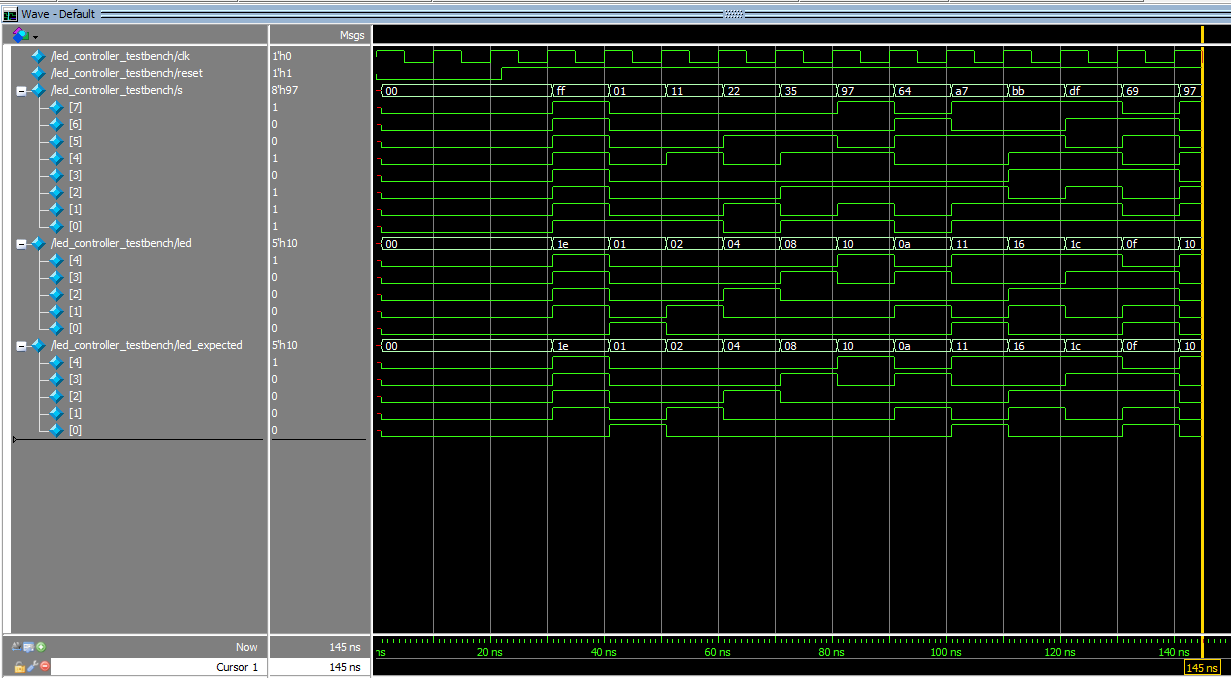 Wave - Default
Msgs
/led_controller_testbench/clk 1'h0
/led_controller_testbench/reset 1'h1
/led_controller_testbench/s 8'h97 00 ff 01 11 22 35 97 64 a7 bb df 69 97
[7] 1
[6] 0
[5] 0
[4] 1
[3] 0
[2] 1
[1] 1
[0] 1
/led_controller_testbench/led 5'h10 00 1e 01 02 04 08 10 0a 11 16 1c 0f 10
[4] 1
[3] 0
[2] 0
[1] 0
[0] 0
/led_controller_testbench/led_expected 5'h10 00 1e 01 02 04 08 10 0a 11 16 1c 0f 10
[4] 1
[3] 0
[2] 0
[1] 0
[0] 0
Now 145 ns ns 20 ns 40 ns 60 ns 80 ns 100 ns 120 ns 140 ns
Cursor 1 145 ns 145 ns